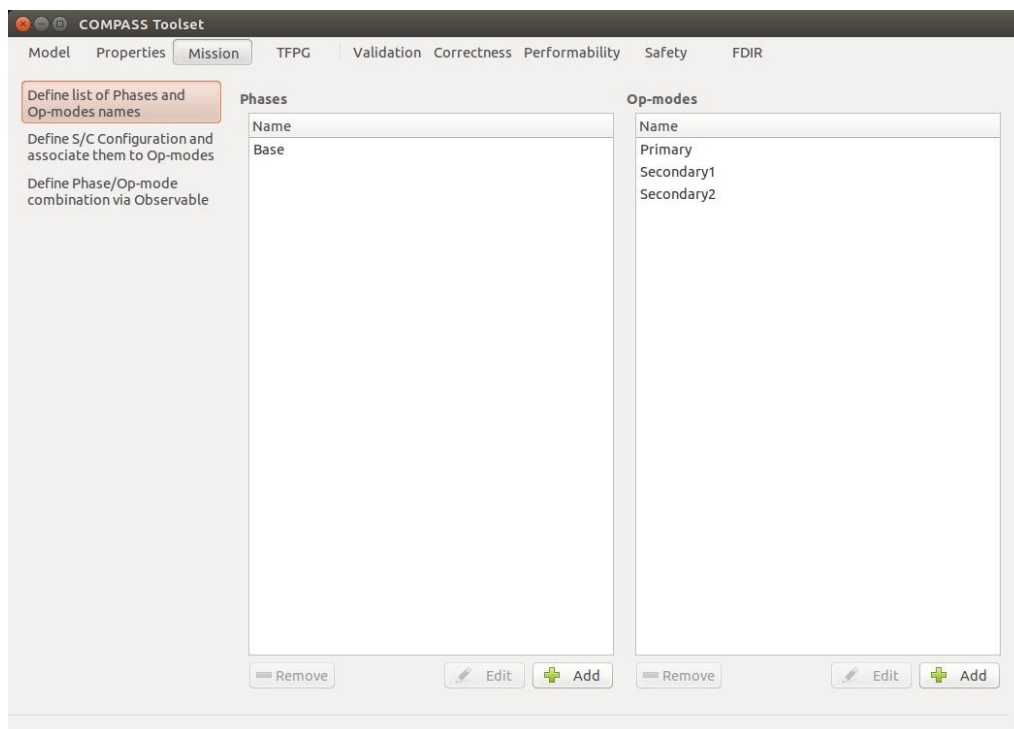 COMPASS Toolset
Model Properties Mission TFPG Validation Correctness Performability Safety FDIR
Define list of Phases and
Op-modes names
Define S/C Configuration and
associate them to Op-modes
Define Phase/Op-mode
combination via Observable
Phases
Name
Base
Remove Edit Add
Op-modes
Name
Primary
Secondary1
Secondary2
Remove Edit Add